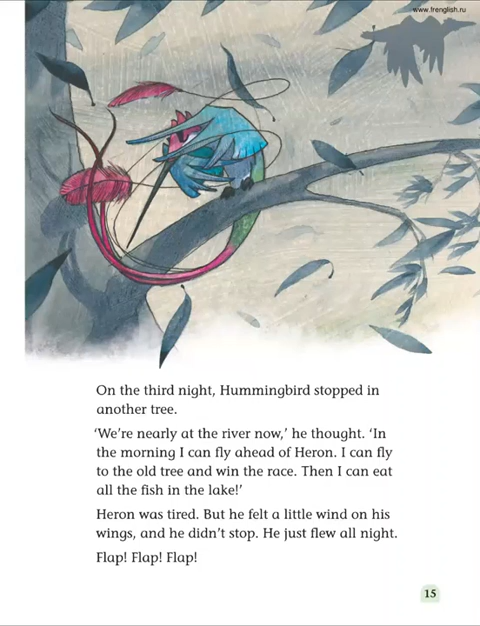 www.frenglish.ru
On the third night, Hummingbird stopped in
another tree.
‘We’re nearly at the river now,’ he thought. ‘In
the morning I can fly ahead of Heron. I can fly
to the old tree and win the race. Then I can eat
all the fish in the lake!’
Heron was tired. But he felt a little wind on his
wings, and he didn’t stop. He just flew all night.
Flap! Flap! Flap!
15